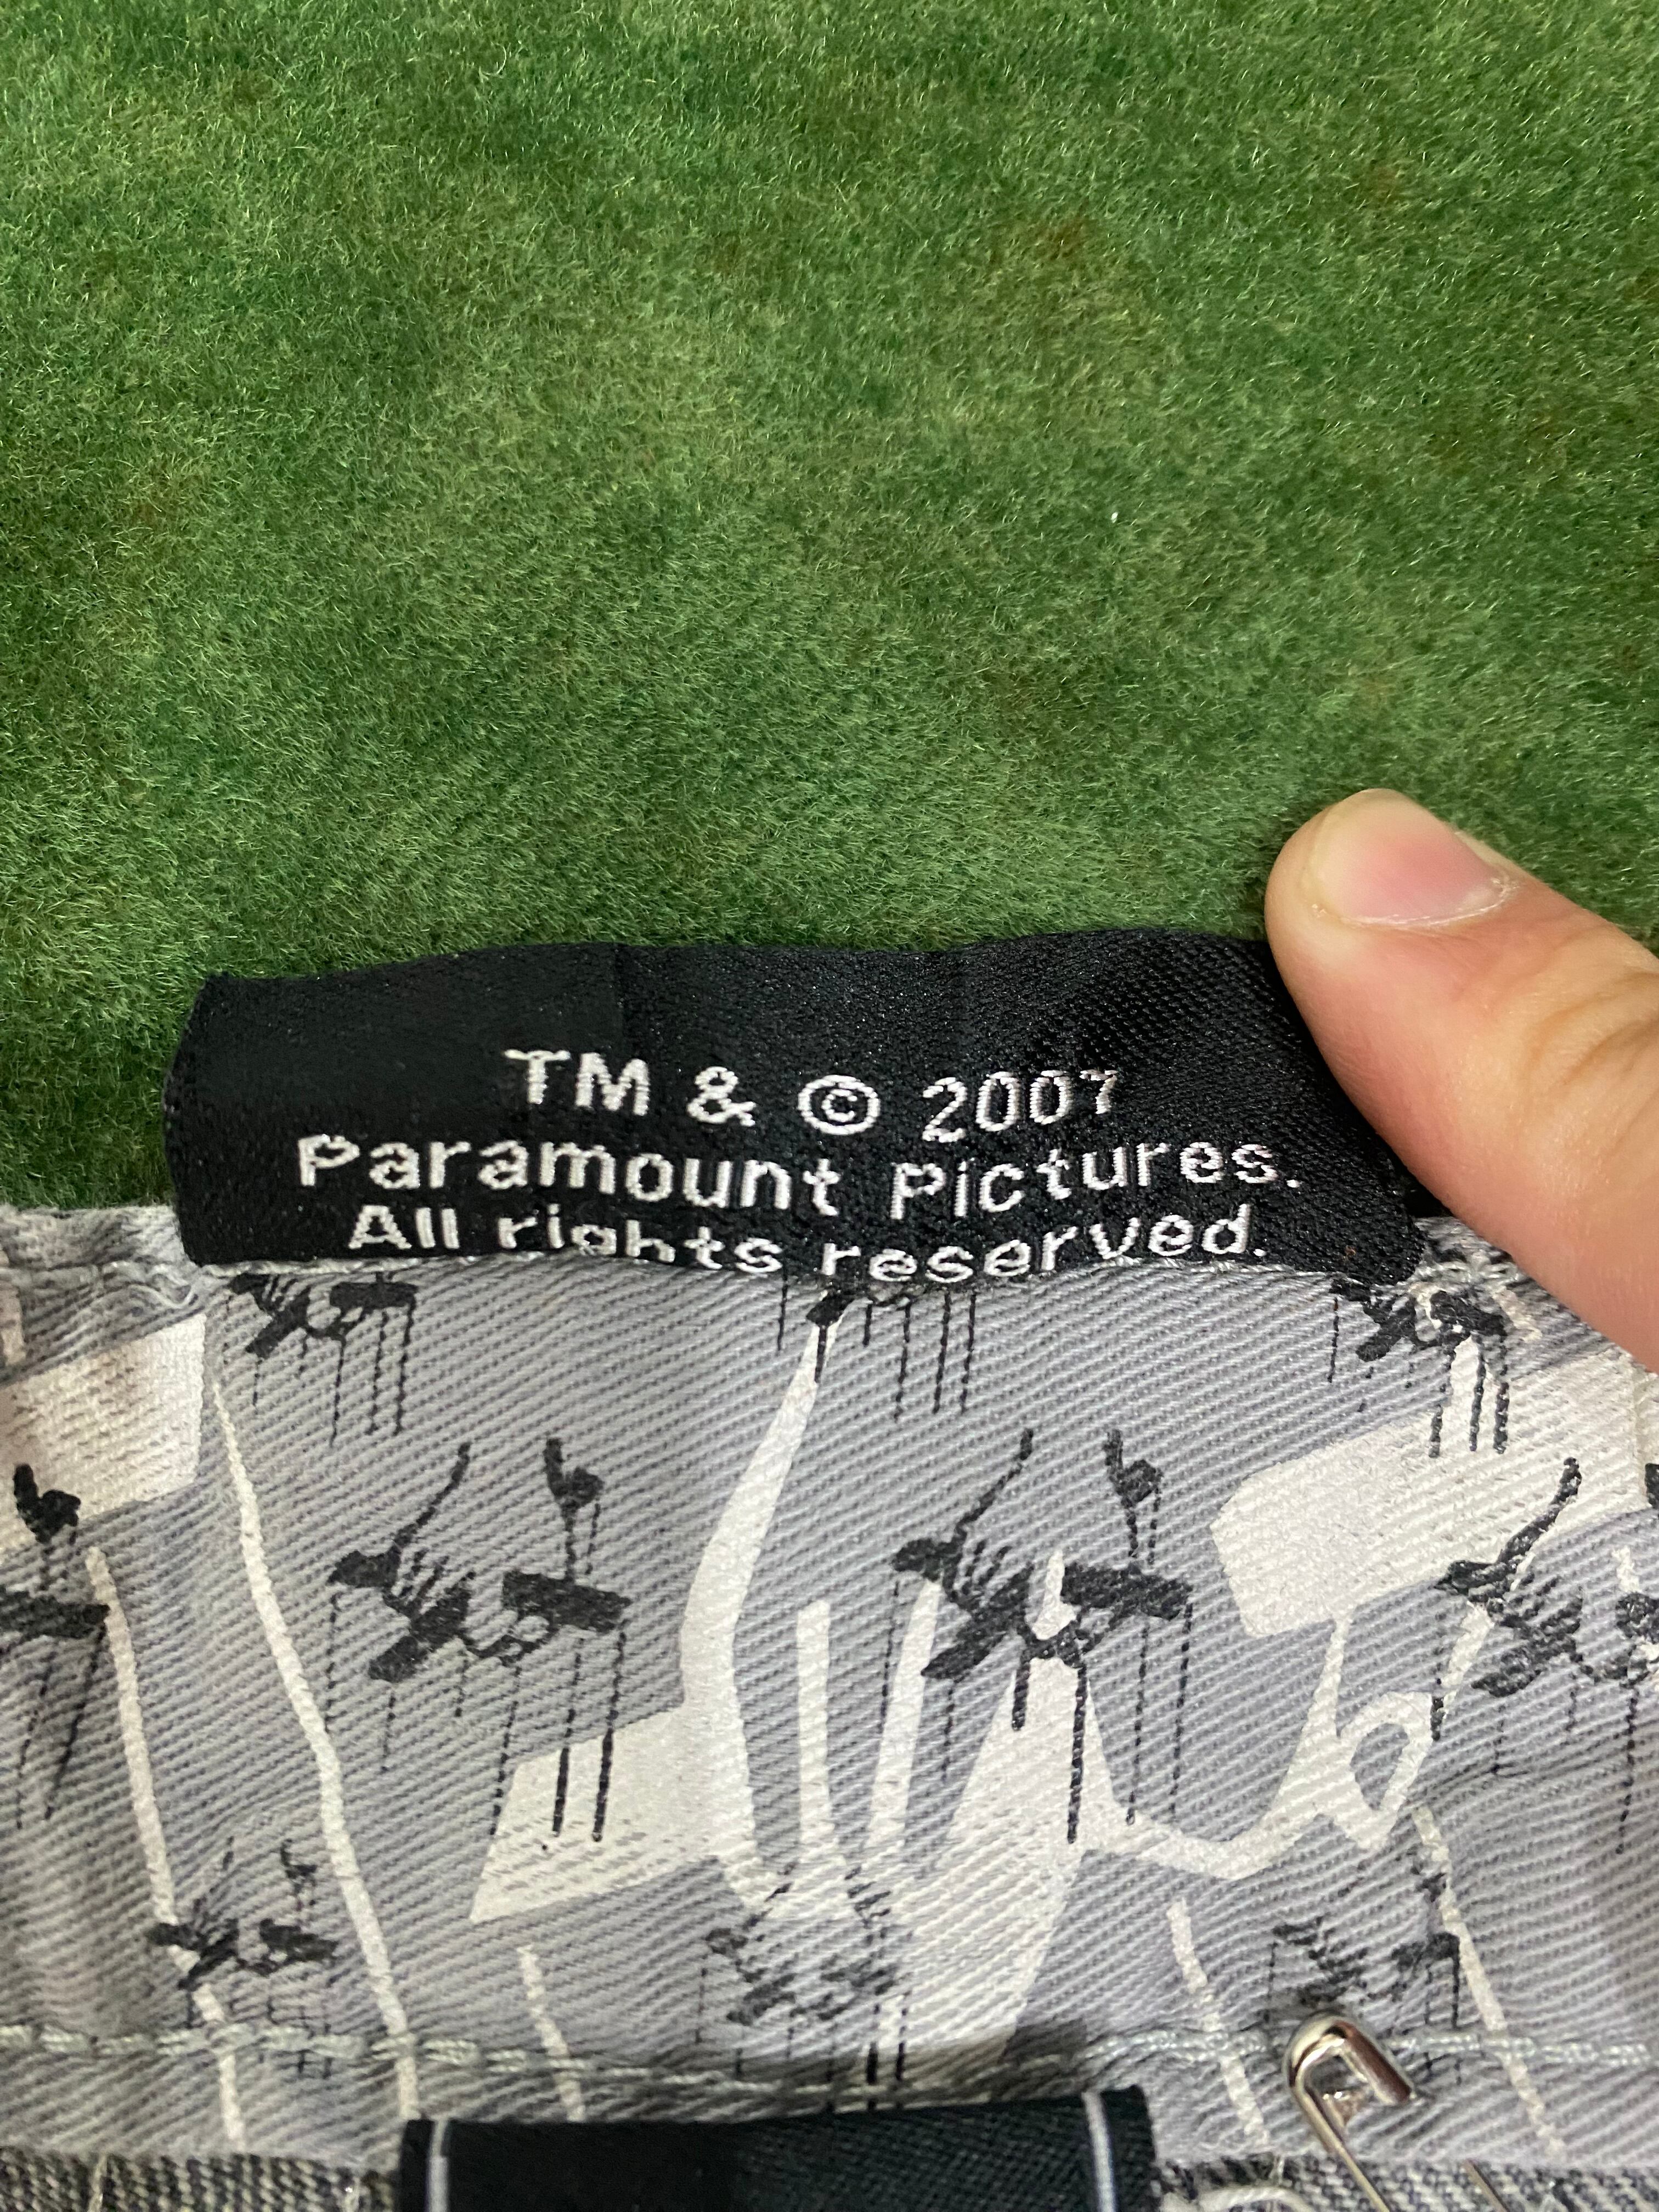 TM & © 2007
Paramount Pictures.
All rights reserved.